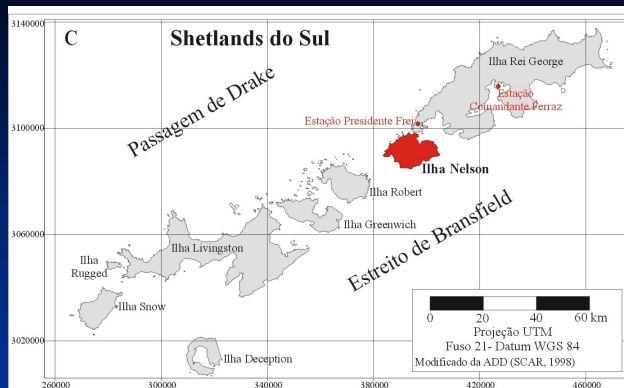 3140000
C
Shetlands do Sul
Ilha Rei George
Passagem de Drake
Estação
Comandante Ferraz
Estação Presidente Frei
3100000
Ilha Nelson
Ilha Robert
Ilha Greenwich
Estreito de Bransfield
Ilha Livingston
3060000
Ilha
Rugged
Ilha Snow
3020000
Ilha Deception
0 20 40 60 km
Projeção UTM
Fuso 21- Datum WGS 84
Modificado da ADD (SCAR, 1998)
260000 300000 340000 380000 420000 460000